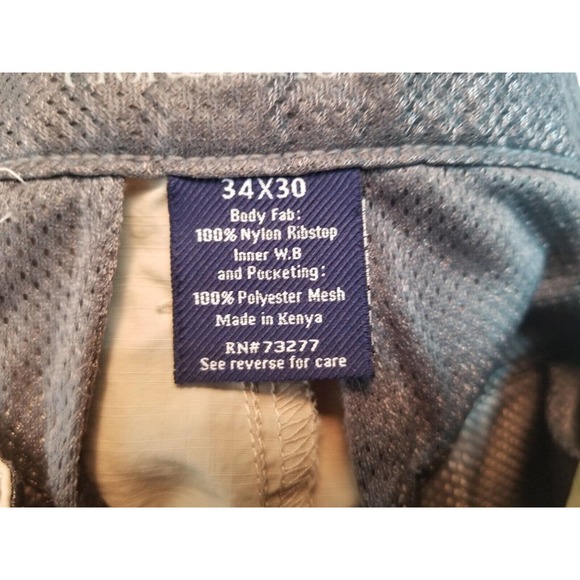 34X30
Body Fab:
100% Nylon Ribstop
Inner W.B
and Pocketing:
100% Polyester Mesh
Made in Kenya
RN#73277
See reverse for care